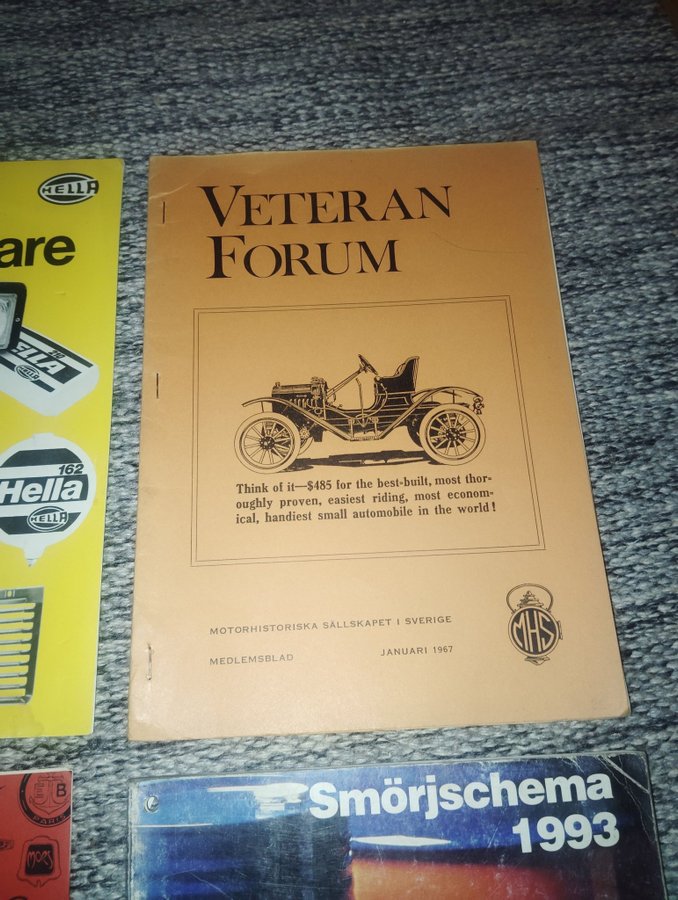 HELLA
are
HELLA
162
Hella
HELLA
VETERAN
FORUM
Think of it—$485 for the best-built, most thor-
oughly proven, easiest riding, most econom-
ical, handiest small automobile in the world!
MOTORHISTORISKA SÄLLSKAPET I SVERIGE
MEDLEMSBLAD JANUARI 1967
MHS
B
PARIS
MORS
Smörjschema
1993